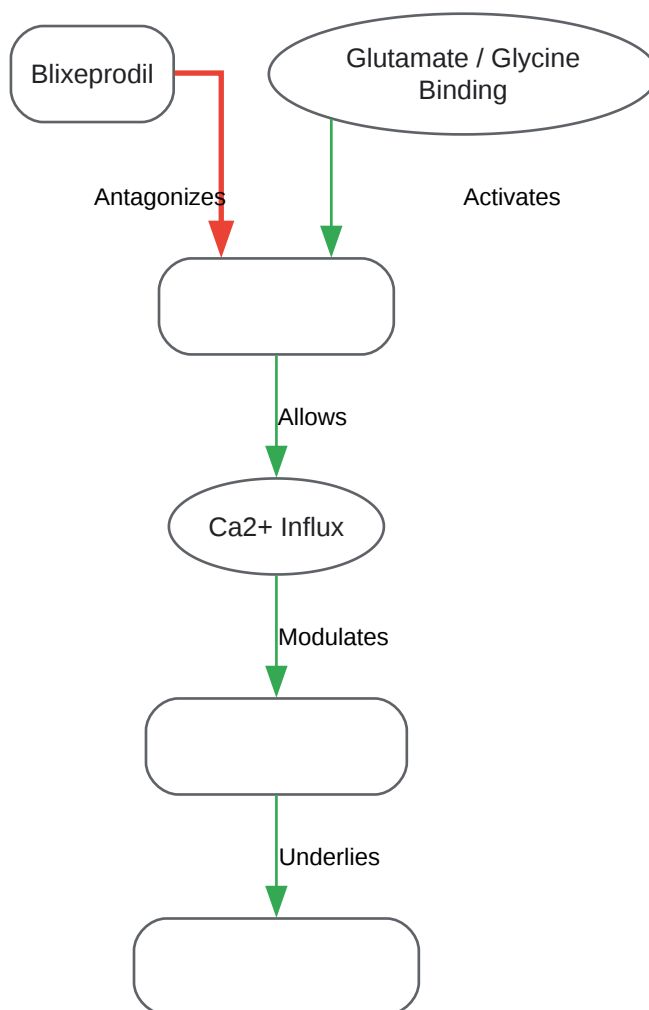 Blixeprodil
Glutamate / Glycine
Binding
Antagonizes
Activates
Allows
Ca2+ Influx
Modulates
Underlies